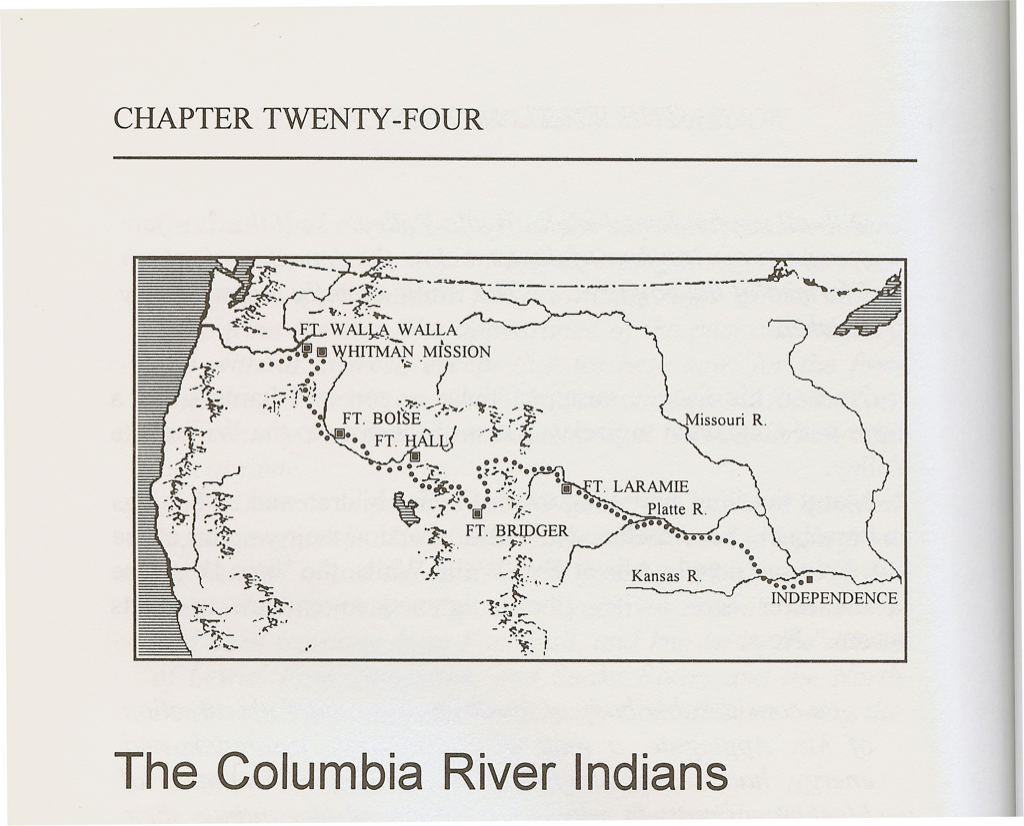 CHAPTER TWENTY-FOUR
FT. WALLA WALLA
WHITMAN MISSION
FT. BOISE
FT. HALL
Missouri R.
FT. LARAMIE
Platte R.
FT. BRIDGER
Kansas R.
INDEPENDENCE
The Columbia River Indians